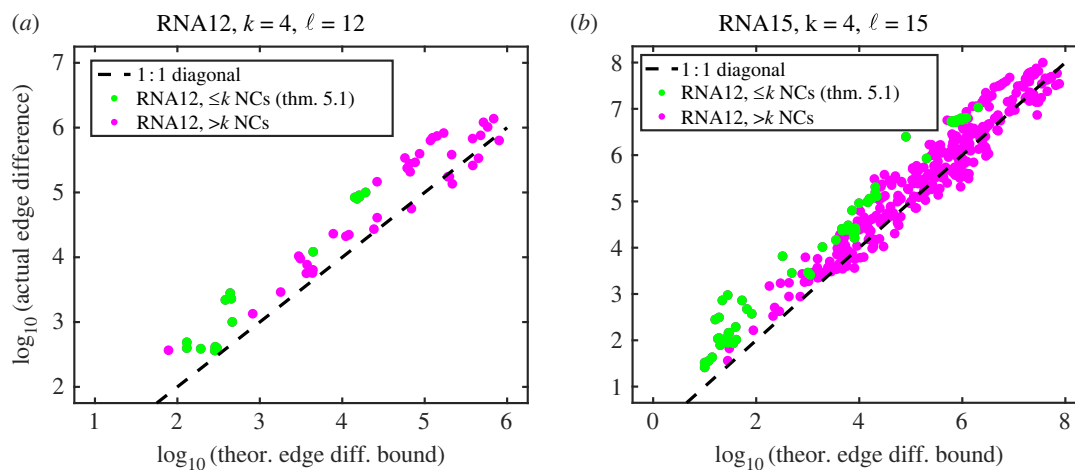 (a) RNA12, k = 4, ℓ = 12
1 : 1 diagonal
RNA12, ≤k NCs (thm. 5.1)
RNA12, >k NCs
log10 (actual edge difference)
7
6
5
4
3
2
1 2 3 4 5 6
log10 (theor. edge diff. bound)
(b) RNA15, k = 4, ℓ = 15
1 : 1 diagonal
RNA12, ≤k NCs (thm. 5.1)
RNA12, >k NCs
8
7
6
5
4
3
2
1
0 2 4 6 8
log10 (theor. edge diff. bound)